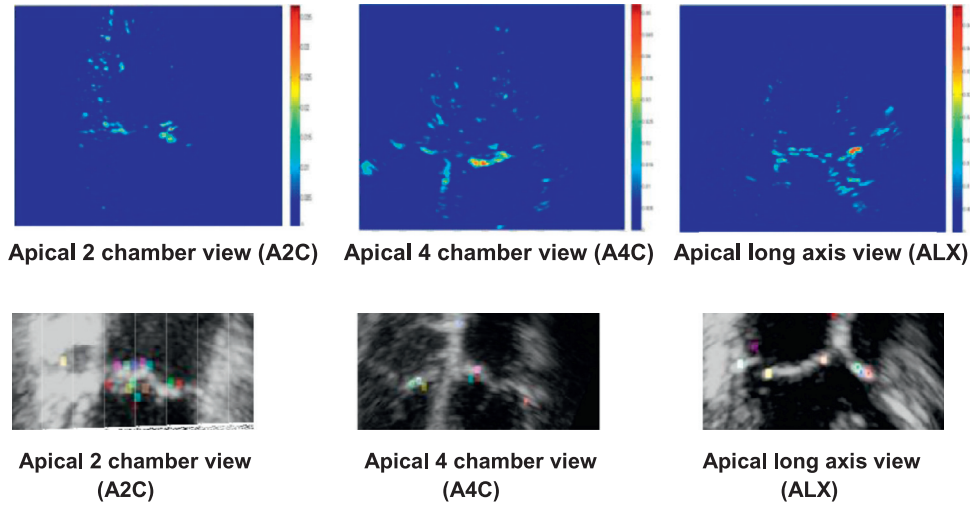 Apical 2 chamber view (A2C)
Apical 4 chamber view (A4C)
Apical long axis view (ALX)
Apical 2 chamber view
(A2C)
Apical 4 chamber view
(A4C)
Apical long axis view
(ALX)